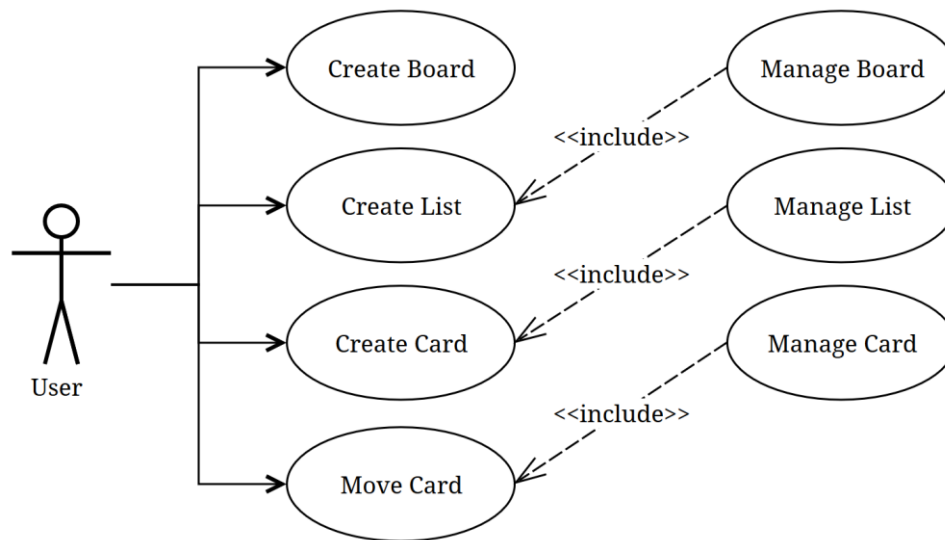 Create Board
Manage Board
<<include>>
Create List
Manage List
<<include>>
Create Card
Manage Card
User
<<include>>
Move Card